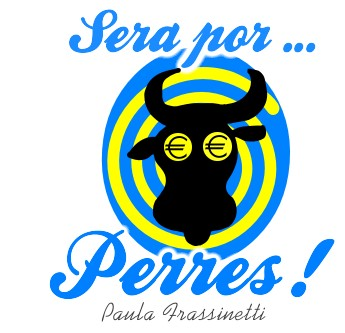 Sera por ...
€ €
Perres !
Paula Frassinetti